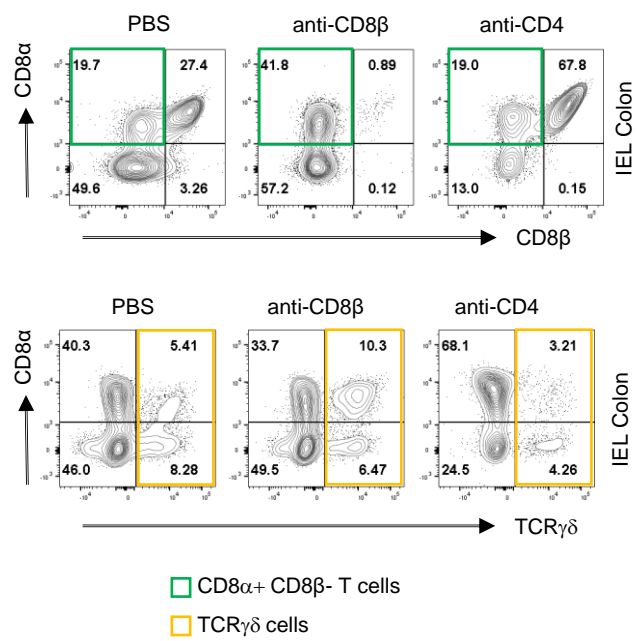 PBS anti-CD8β anti-CD4
CD8α
19.7 27.4 41.8 0.89 19.0 67.8
49.6 3.26 57.2 0.12 13.0 0.15
IEL Colon
CD8β
PBS anti-CD8β anti-CD4
CD8α
40.3 5.41 33.7 10.3 68.1 3.21
46.0 8.28 49.5 6.47 24.5 4.26
IEL Colon
TCRγδ
CD8α+ CD8β- T cells
TCRγδ cells